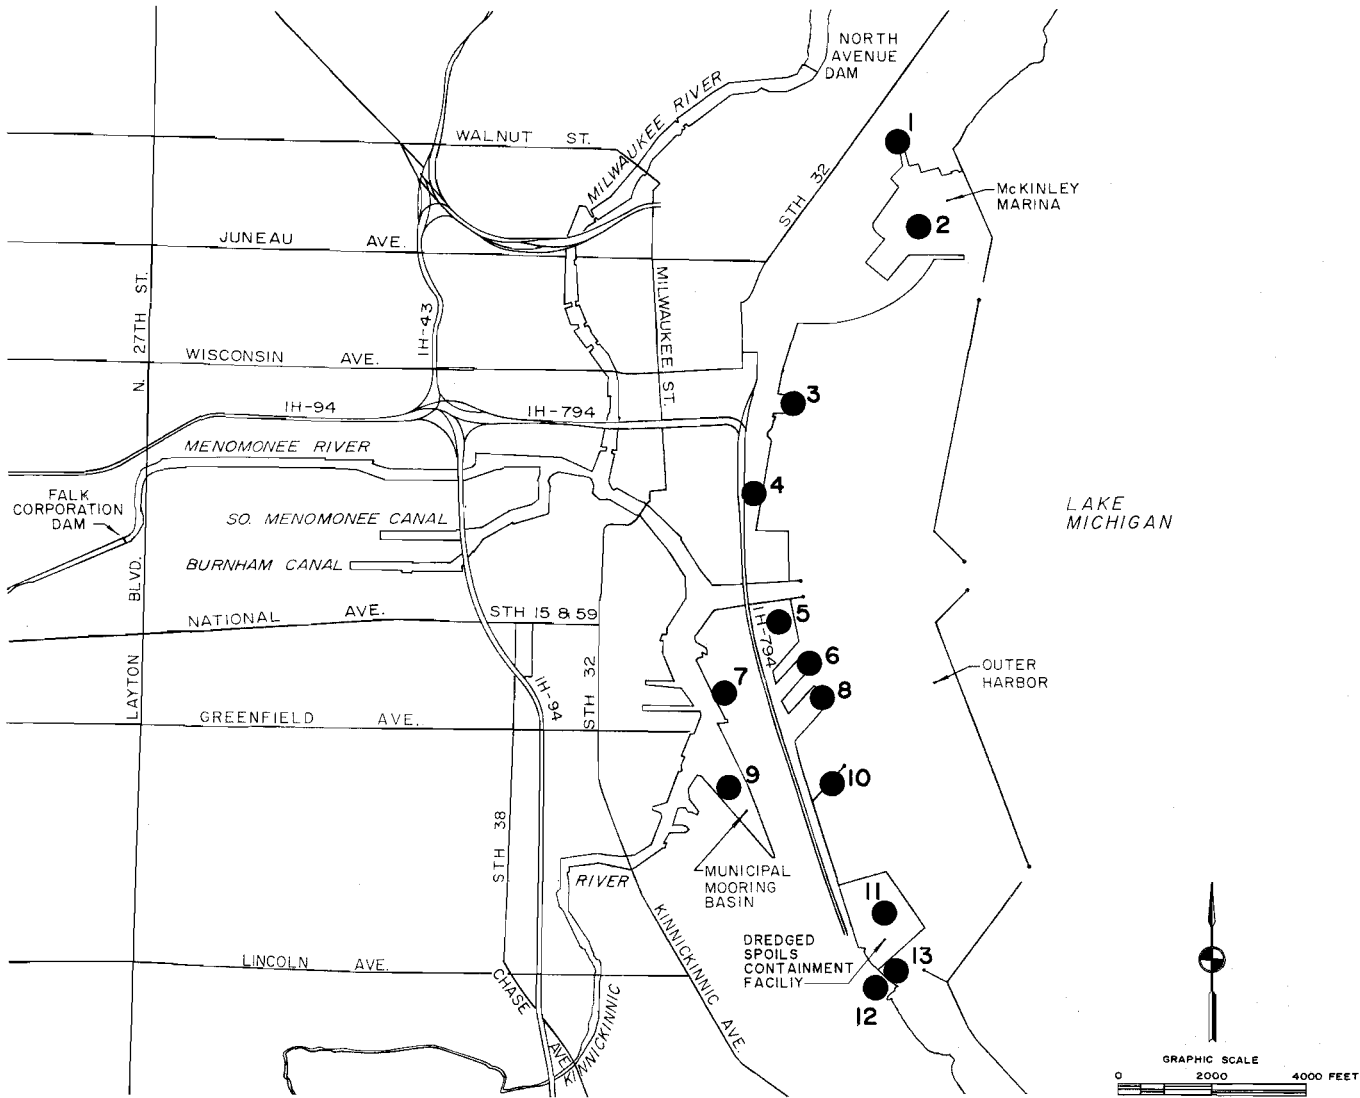 NORTH
AVENUE
DAM
MILWAUKEE RIVER
WALNUT ST.
1
STH 32
McKINLEY
MARINA
2
JUNEAU AVE.
N. 27TH ST.
IH-43
MILWAUKEE ST.
WISCONSIN AVE.
3
IH-94
IH-794
MENOMONEE RIVER
4
FALK
CORPORATION
DAM
LAKE
MICHIGAN
SO. MENOMONEE CANAL
BURNHAM CANAL
LAYTON BLVD.
NATIONAL AVE.
STH 15 & 59
5
IH-794
6
OUTER
HARBOR
7
8
STH 32
IH-94
GREENFIELD AVE.
9
10
STH 38
MUNICIPAL
MOORING
BASIN
RIVER
KINNICKINNIC AVE.
11
DREDGED
SPOILS
CONTAINMENT
FACILIY
13
12
LINCOLN AVE.
CHASE AVE.
KINNICKINNIC
GRAPHIC SCALE
0 2000 4000 FEET